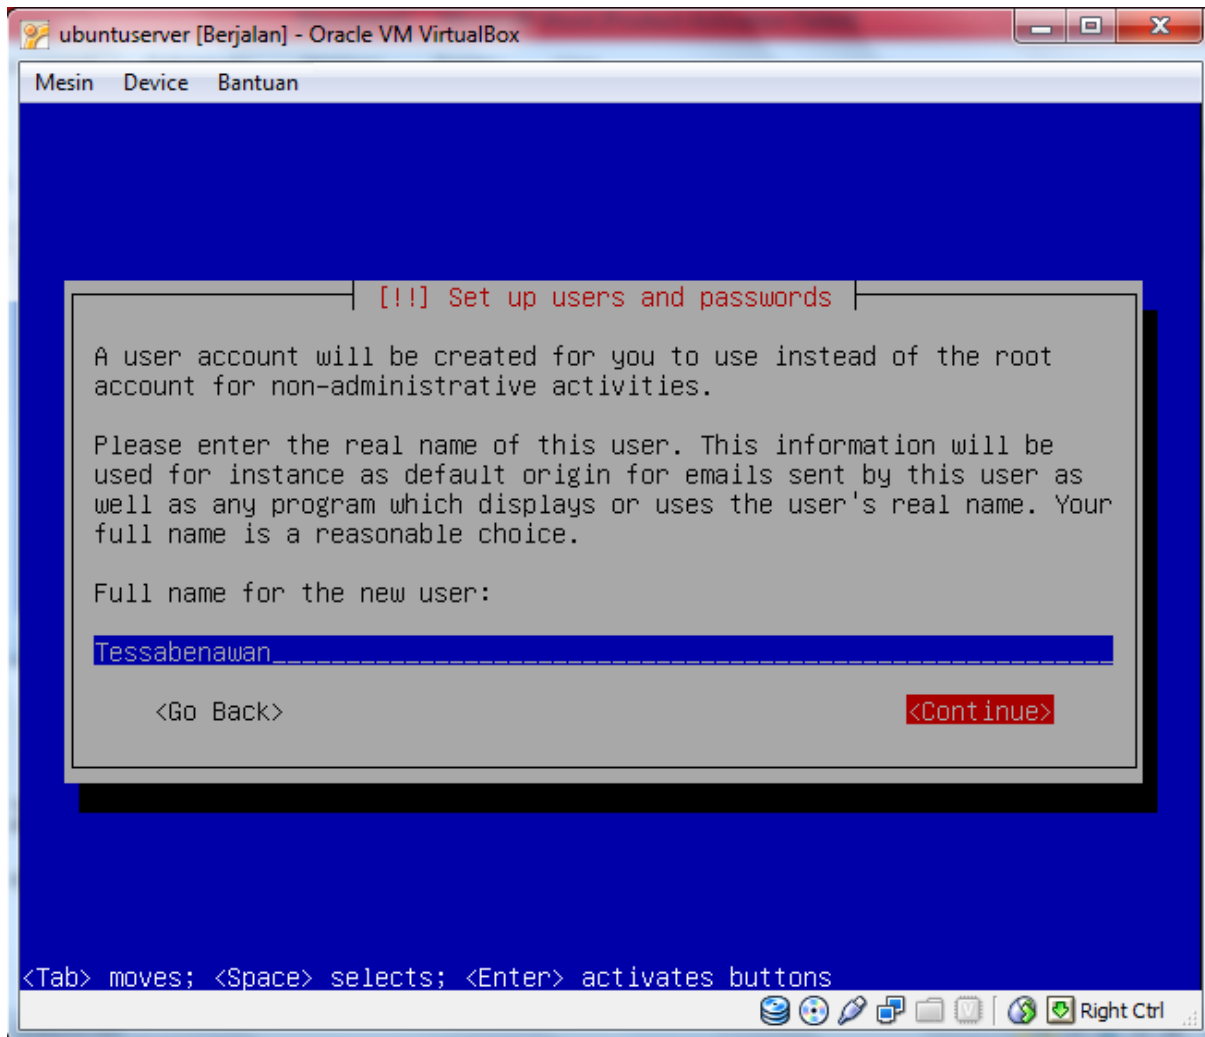 ubuntuserver [Berjalan] - Oracle VM VirtualBox
Mesin Device Bantuan
[!!] Set up users and passwords
A user account will be created for you to use instead of the root
account for non-administrative activities.
Please enter the real name of this user. This information will be
used for instance as default origin for emails sent by this user as
well as any program which displays or uses the user's real name. Your
full name is a reasonable choice.
Full name for the new user:
Tessabenawan
<Go Back> <Continue>
<Tab> moves; <Space> selects; <Enter> activates buttons
Right Ctrl